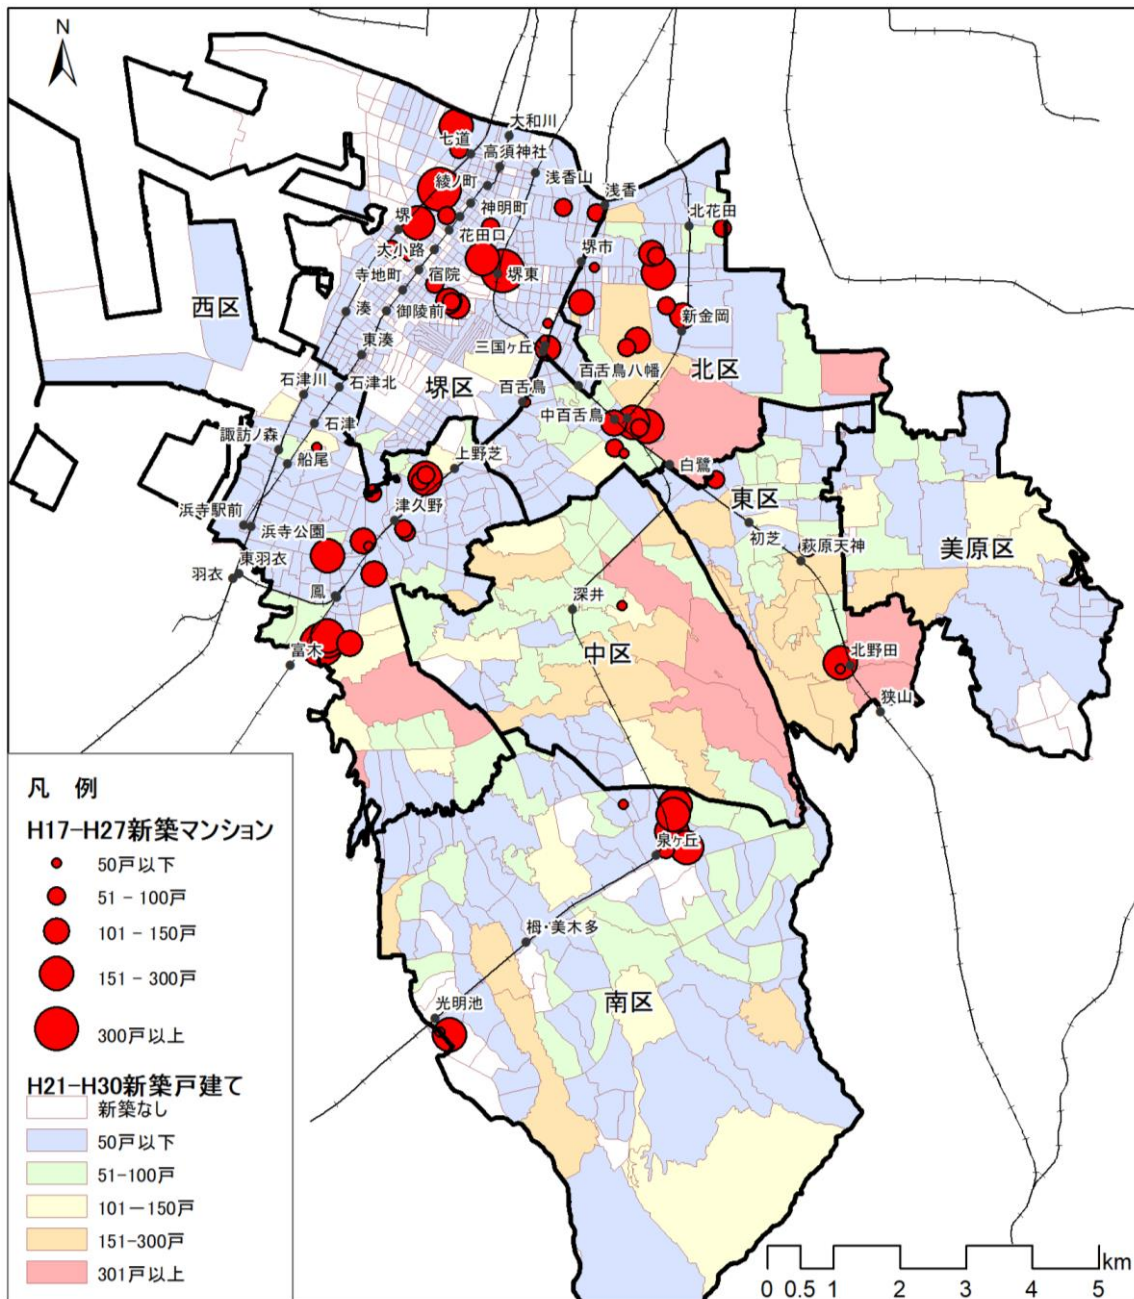 N
大和川
七道
高須神社
浅香山
浅香
綾ノ町
神明町
北花田
堺
花田口
大小路
堺市
寺地町
宿院
堺東
西区
湊
御陵前
新金岡
東湊
三国ヶ丘
百舌鳥八幡
北区
石津川
石津北
堺区
百舌鳥
中百舌鳥
石津
諏訪ノ森
船尾
上野芝
白鷺
東区
浜寺駅前
浜寺公園
津久野
初芝
萩原天神
美原区
東羽衣
羽衣
鳳
深井
中区
富木
北野田
狭山
泉ヶ丘
栂・美木多
光明池
南区
凡 例
H17-H27新築マンション
50戸以下
51 - 100戸
101 - 150戸
151 - 300戸
300戸以上
H21-H30新築戸建て
新築なし
50戸以下
51-100戸
101－150戸
151-300戸
301戸以上
km
0 0.5 1 2 3 4 5